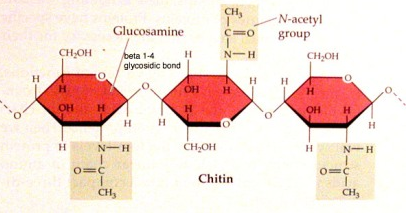 CH₃
Glucosamine
C=O
N-acetyl
group
CH₂OH
beta 1-4
glycosidic bond
H
N—H
CH₂OH
H
O
H
H
OH
H
H
O
H
H
O
OH
H
H
H
O
H
OH
H
H
O
O
H
H
O
H
N—H
CH₂OH
H
N—H
O=C
Chitin
O=C
CH₃
CH₃